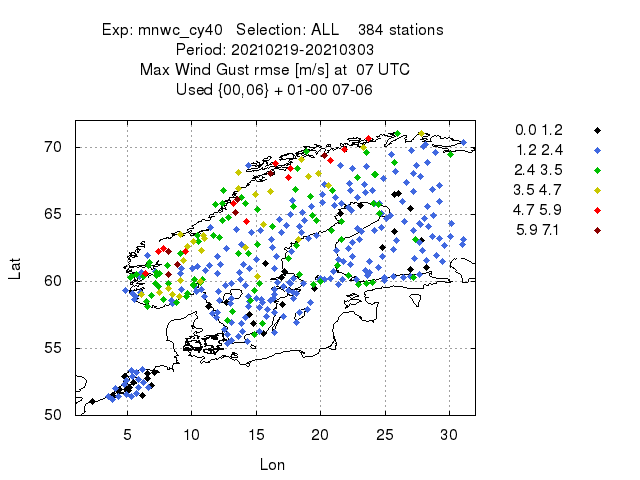 Exp: mnwc_cy40 Selection: ALL 384 stations
Period: 20210219-20210303
Max Wind Gust rmse [m/s] at 07 UTC
Used {00,06} + 01-00 07-06
70
65
60
55
50
Lat
5 10 15 20 25 30
Lon
0.0 1.2
1.2 2.4
2.4 3.5
3.5 4.7
4.7 5.9
5.9 7.1